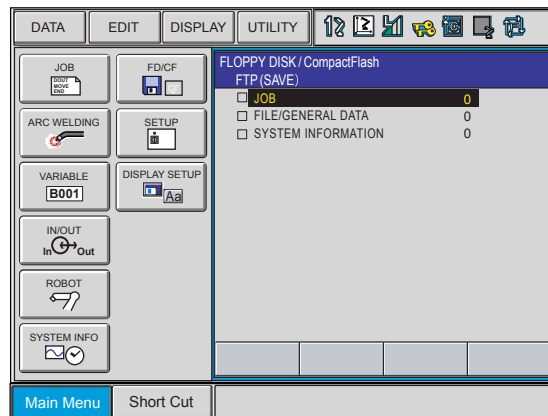 DATA
EDIT
DISPLAY
UTILITY
JOB
DOUT
MOVE
END
FD/CF
ARC WELDING
SETUP
VARIABLE
B001
DISPLAY SETUP
Aa
IN/OUT
In
Out
ROBOT
SYSTEM INFO
FLOPPY DISK / CompactFlash
FTP(SAVE)
JOB 0
FILE/GENERAL DATA 0
SYSTEM INFORMATION 0
Main Menu
Short Cut